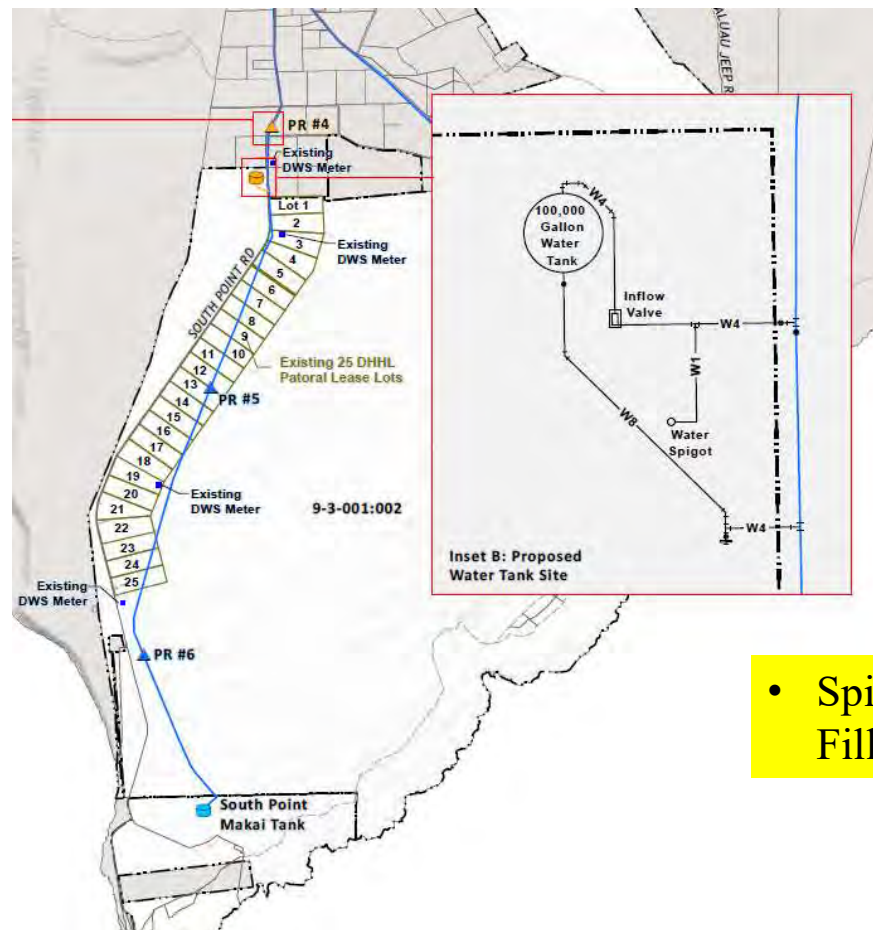 ALUAU JEEP R
PR #4
Existing
DWS Meter
Lot 1
2
3
4
5
6
7
8
9
10
11
12
13
14
15
16
17
18
19
20
21
22
23
24
25
Existing
DWS Meter
SOUTH POINT RD
Existing 25 DHHL
Patoral Lease Lots
PR #5
Existing
DWS Meter
9-3-001:002
Existing
DWS Meter
PR #6
South Point
Makai Tank
100,000
Gallon
Water
Tank
W4
Inflow
Valve
W4
W1
Water
Spigot
W8
W4
Inset B: Proposed
Water Tank Site
• Spi
Fill